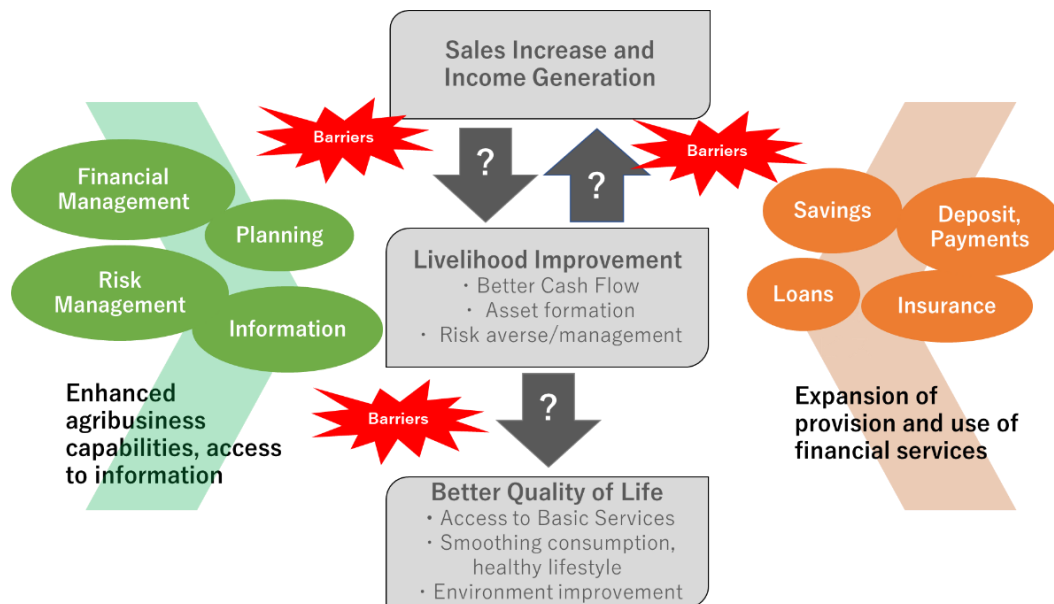 Sales Increase and
Income Generation
Barriers
?
?
Barriers
Financial
Management
Planning
Risk
Management
Information
Enhanced
agribusiness
capabilities, access
to information
Livelihood Improvement
・Better Cash Flow
・Asset formation
・Risk averse/management
Savings
Deposit,
Payments
Loans
Insurance
Expansion of
provision and use of
financial services
Barriers
?
Better Quality of Life
・Access to Basic Services
・Smoothing consumption,
healthy lifestyle
・Environment improvement